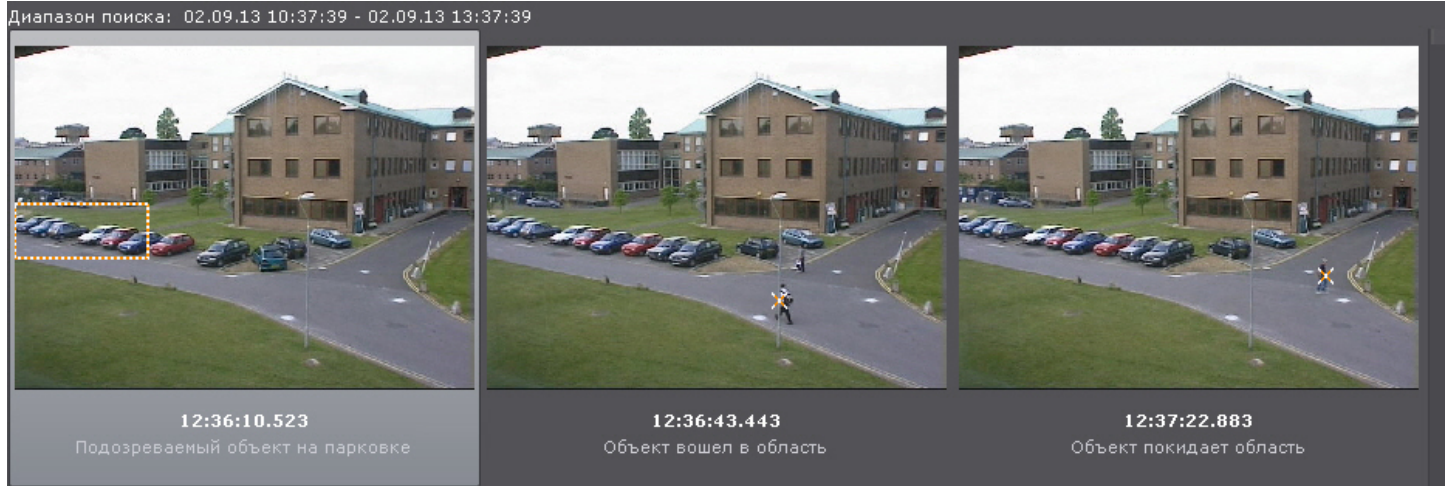 Диапазон поиска: 02.09.13 10:37:39 - 02.09.13 13:37:39
12:36:10.523
Подозреваемый объект на парковке
12:36:43.443
Объект вошел в область
12:37:22.883
Объект покидает область